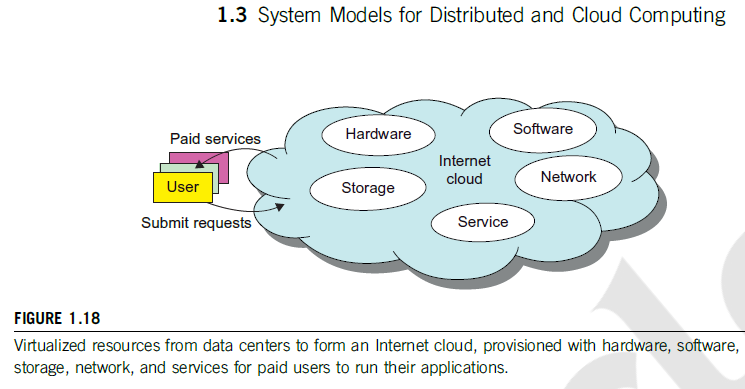 1.3 System Models for Distributed and Cloud Computing
Paid services
Hardware
Software
Internet
cloud
User
Storage
Network
Submit requests
Service
FIGURE 1.18
Virtualized resources from data centers to form an Internet cloud, provisioned with hardware, software,
storage, network, and services for paid users to run their applications.